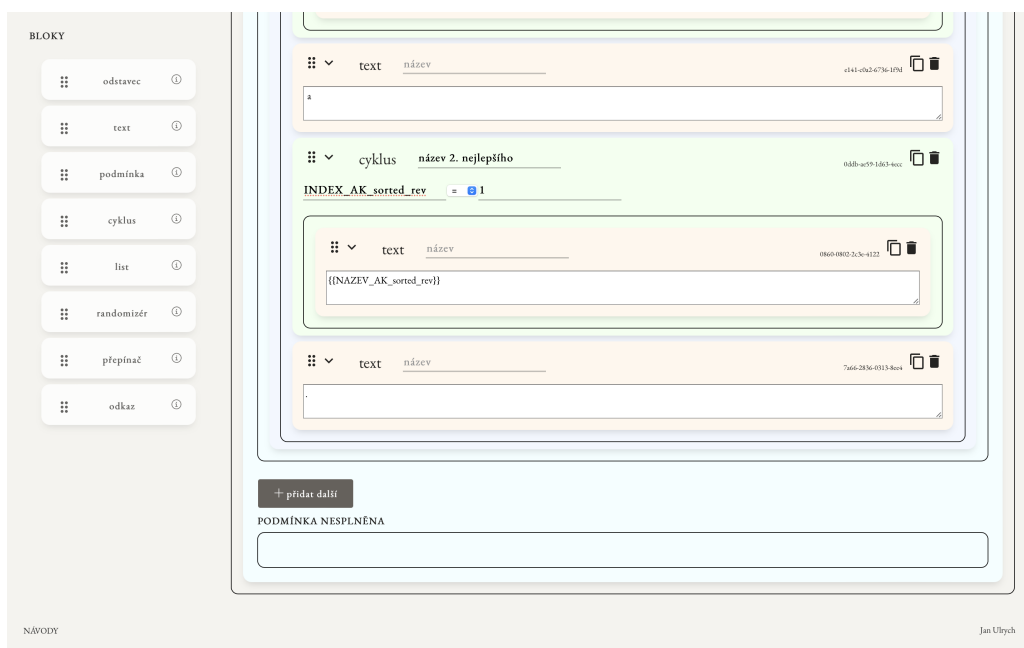 BLOKY
odstavec
text
podmínka
cyklus
list
randomizér
přepínač
odkaz
text název
e141-c0a2-6736-1f9d
a
cyklus název 2. nejlepšího
0ddb-ae59-1d63-4ecc
INDEX_AK_sorted_rev = 1
text název
0860-0802-2c3e-4122
{{NAZEV_AK_sorted_rev}}
text název
7a66-2836-0313-8ee4
.
+ přidat další
PODMÍNKA NESPLNĚNA
NÁVODY
Jan Ulrych